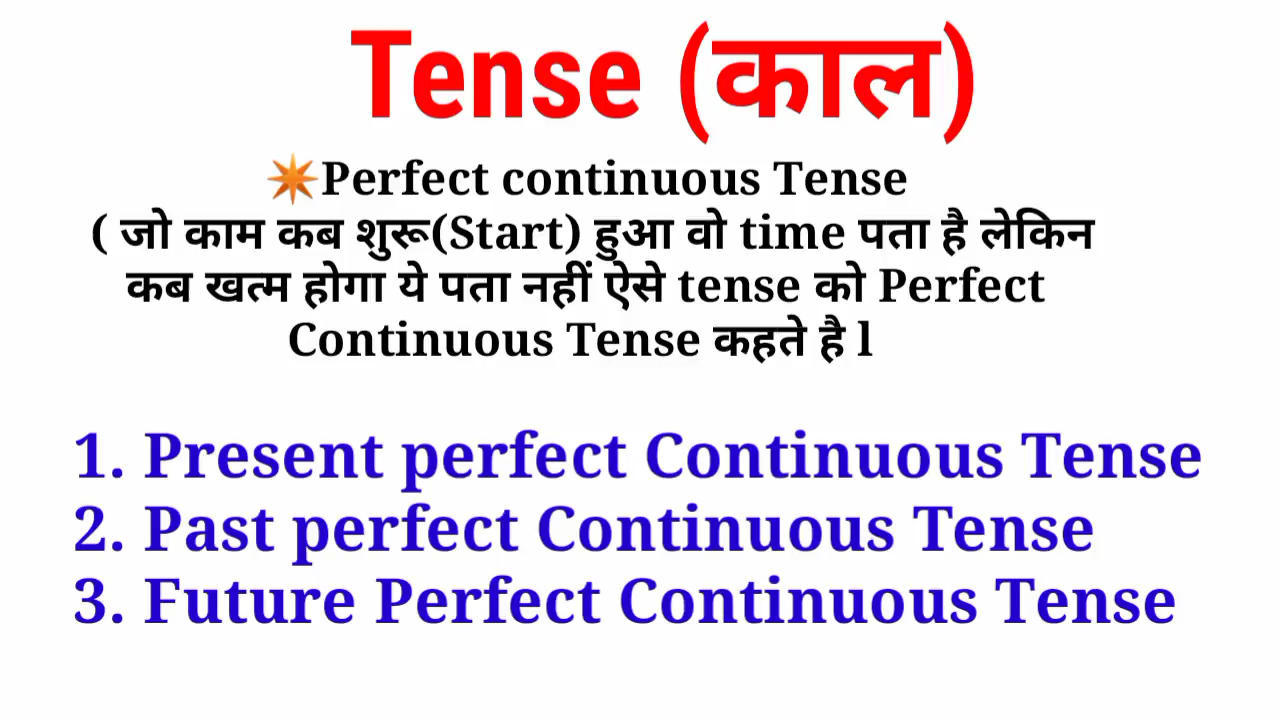 Tense (काल)
💥Perfect continuous Tense
( जो काम कब शुरू(Start) हुआ वो time पता है लेकिन
कब खत्म होगा ये पता नहीं ऐसे tense को Perfect
Continuous Tense कहते है l
1. Present perfect Continuous Tense
2. Past perfect Continuous Tense
3. Future Perfect Continuous Tense